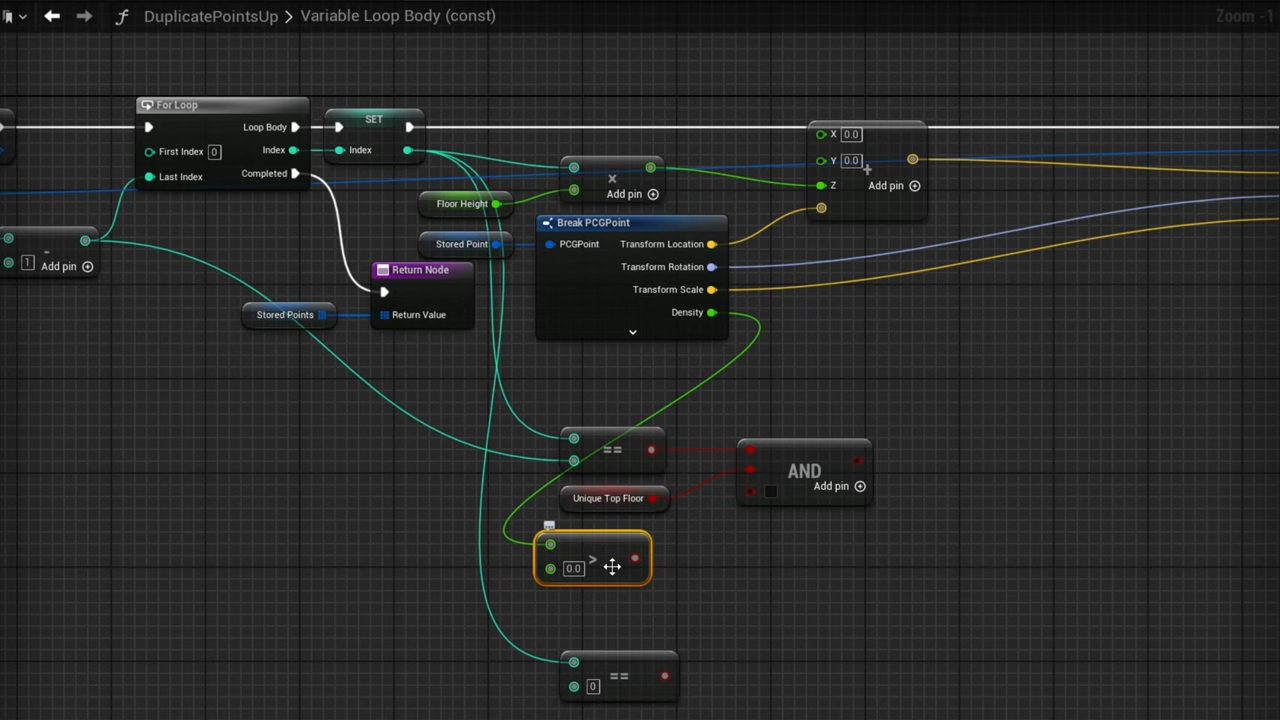 DuplicatePointsUp > Variable Loop Body (const)
Zoom -1
For Loop
Loop Body
First Index 0
Index
Last Index
Completed
SET
Index
X 0.0
Y 0.0
Z
+
Add pin
×
Add pin
Floor Height
Stored Point
Break PCGPoint
PCGPoint
Transform Location
Transform Rotation
Transform Scale
Density
-
1 Add pin
Return Node
Return Value
Stored Points
==
Unique Top Floor
AND
Add pin
>
0.0
==
0